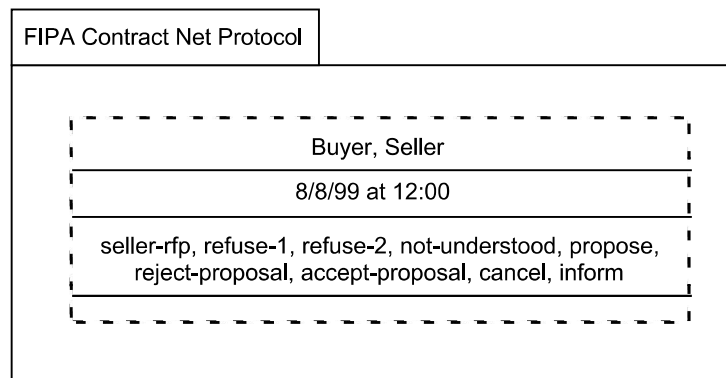 FIPA Contract Net Protocol
Buyer, Seller
8/8/99 at 12:00
seller-rfp, refuse-1, refuse-2, not-understood, propose,
reject-proposal, accept-proposal, cancel, inform